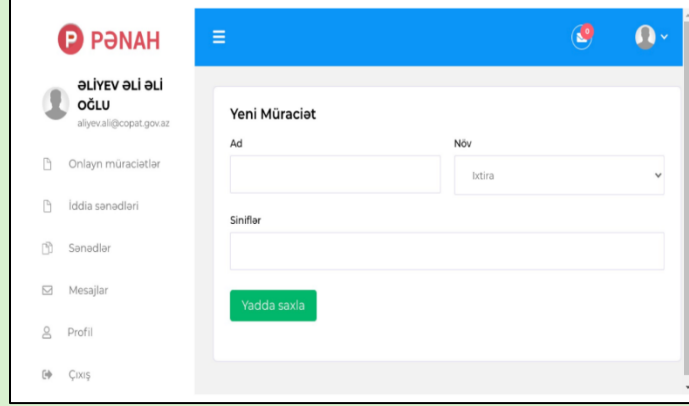 P PƏNAH
ƏLİYEV ƏLİ ƏLİ
OĞLU
aliyev.ali@copat.gov.az
Onlayn müraciətlər
İddia sənədləri
Sənədlər
Mesajlar
Profil
Çıxış
0
Yeni Müraciət
Ad
Növ
Ixtira
Siniflər
Yadda saxla